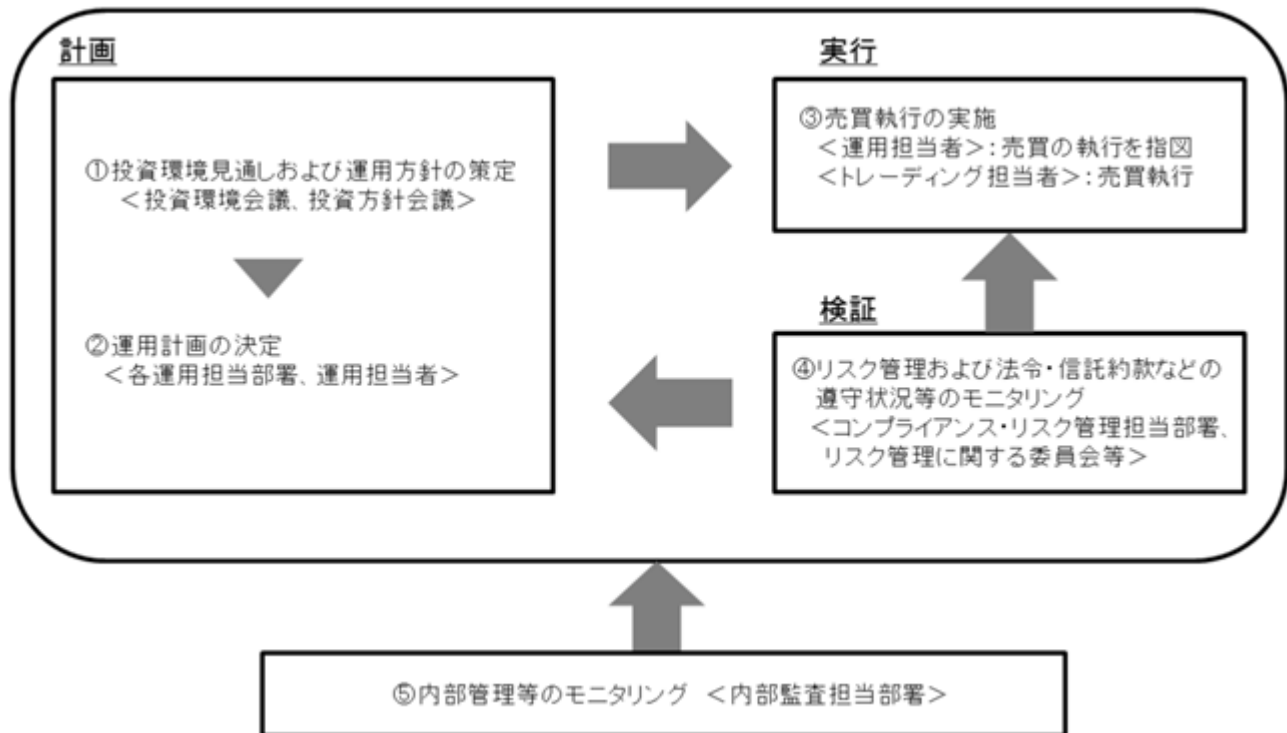 計画
①投資環境見通しおよび運用方針の策定
＜投資環境会議、投資方針会議＞
②運用計画の決定
＜各運用担当部署、運用担当者＞
実行
③売買執行の実施
＜運用担当者＞：売買の執行を指図
＜トレーディング担当者＞：売買執行
検証
④リスク管理および法令・信託約款などの
遵守状況等のモニタリング
＜コンプライアンス・リスク管理担当部署、
リスク管理に関する委員会等＞
⑤内部管理等のモニタリング ＜内部監査担当部署＞